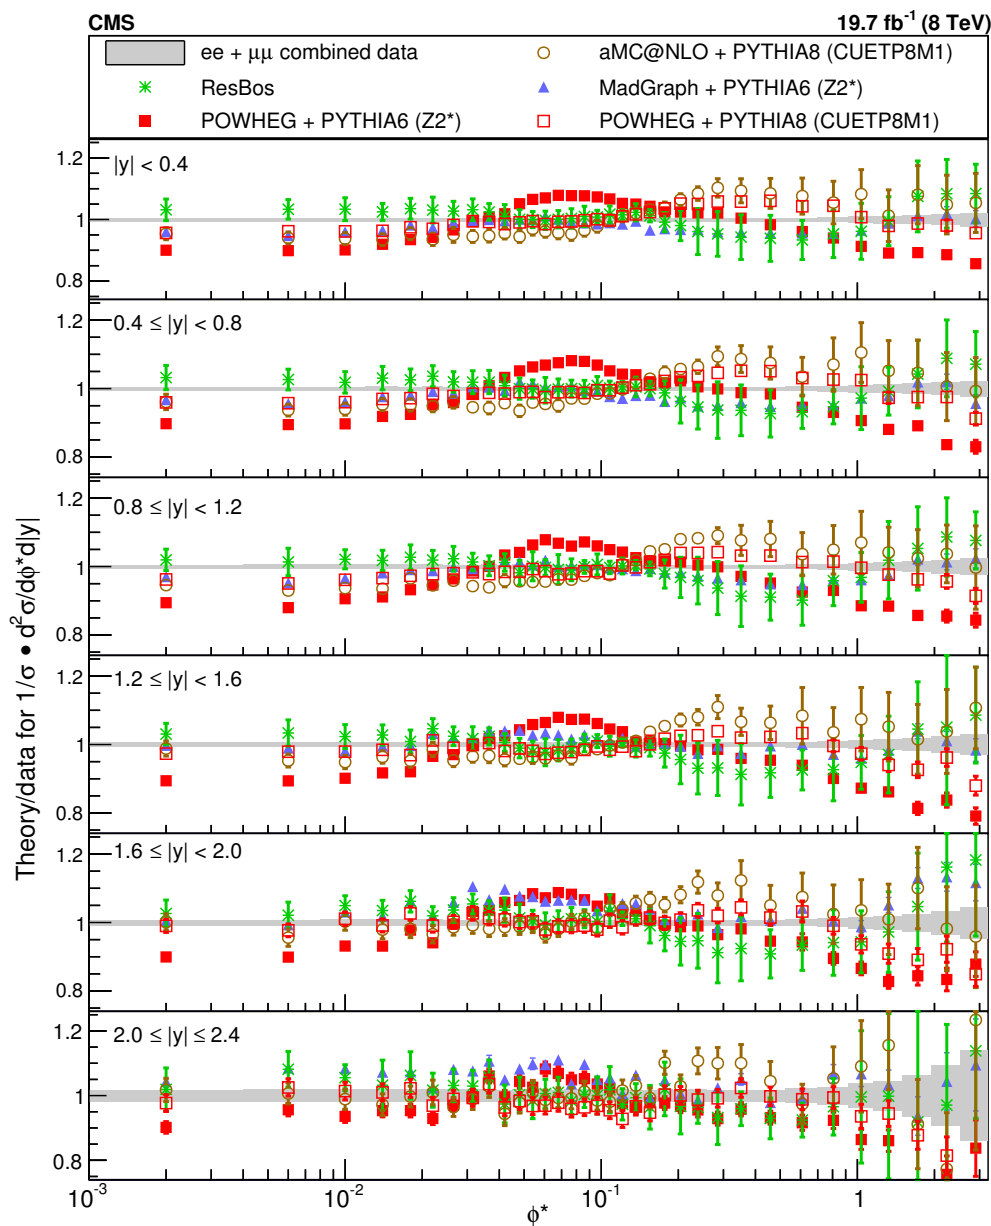 CMS 19.7 fb⁻¹ (8 TeV)
ee + μμ combined data
aMC@NLO + PYTHIA8 (CUETP8M1)
ResBos
MadGraph + PYTHIA6 (Z2*)
POWHEG + PYTHIA6 (Z2*)
POWHEG + PYTHIA8 (CUETP8M1)
Theory/data for 1/σ • d²σ/dϕ*d|y|
|y| < 0.4
1.2
1
0.8
0.4 ≤ |y| < 0.8
1.2
1
0.8
0.8 ≤ |y| < 1.2
1.2
1
0.8
1.2 ≤ |y| < 1.6
1.2
1
0.8
1.6 ≤ |y| < 2.0
1.2
1
0.8
2.0 ≤ |y| ≤ 2.4
1.2
1
0.8
10⁻³ 10⁻² 10⁻¹ 1
ϕ*